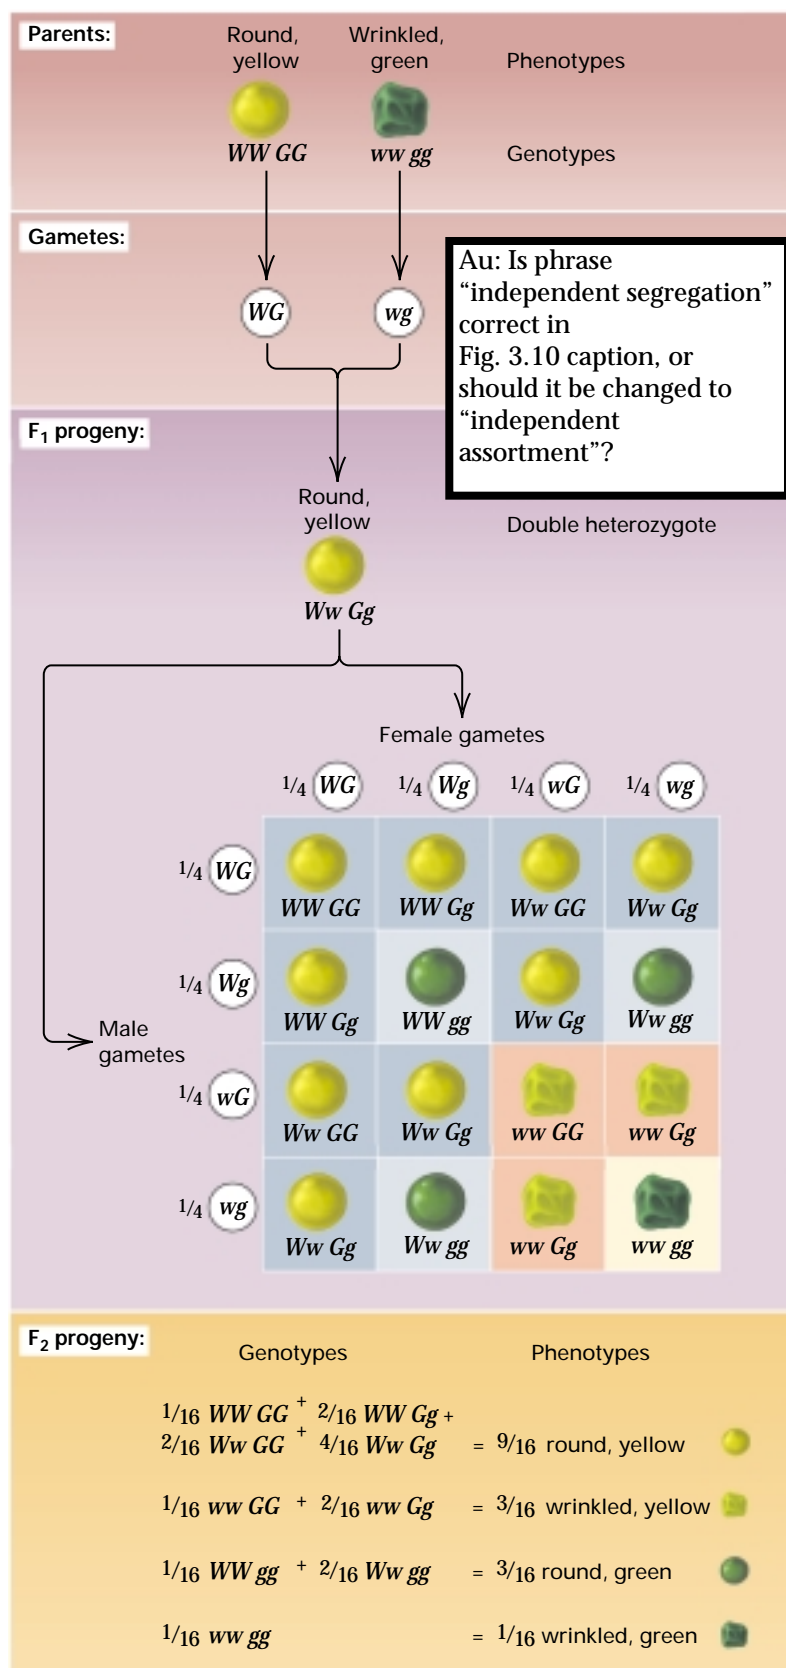 Parents:
Round, yellow
Wrinkled, green
Phenotypes
WW GG
ww gg
Genotypes
Gametes:
WG
wg
Au: Is phrase
“independent segregation”
correct in
Fig. 3.10 caption, or
should it be changed to
“independent
assortment”?
F1 progeny:
Round,
yellow
Double heterozygote
Ww Gg
Female gametes
1/4 WG 1/4 Wg 1/4 wG 1/4 wg
1/4 WG
WW GG WW Gg Ww GG Ww Gg
1/4 Wg
WW Gg WW gg Ww Gg Ww gg
Male
gametes
1/4 wG
Ww GG Ww Gg ww GG ww Gg
1/4 wg
Ww Gg Ww gg ww Gg ww gg
F2 progeny:
Genotypes Phenotypes
1/16 WW GG + 2/16 WW Gg +
2/16 Ww GG + 4/16 Ww Gg = 9/16 round, yellow
1/16 ww GG + 2/16 ww Gg = 3/16 wrinkled, yellow
1/16 WW gg + 2/16 Ww gg = 3/16 round, green
1/16 ww gg = 1/16 wrinkled, green